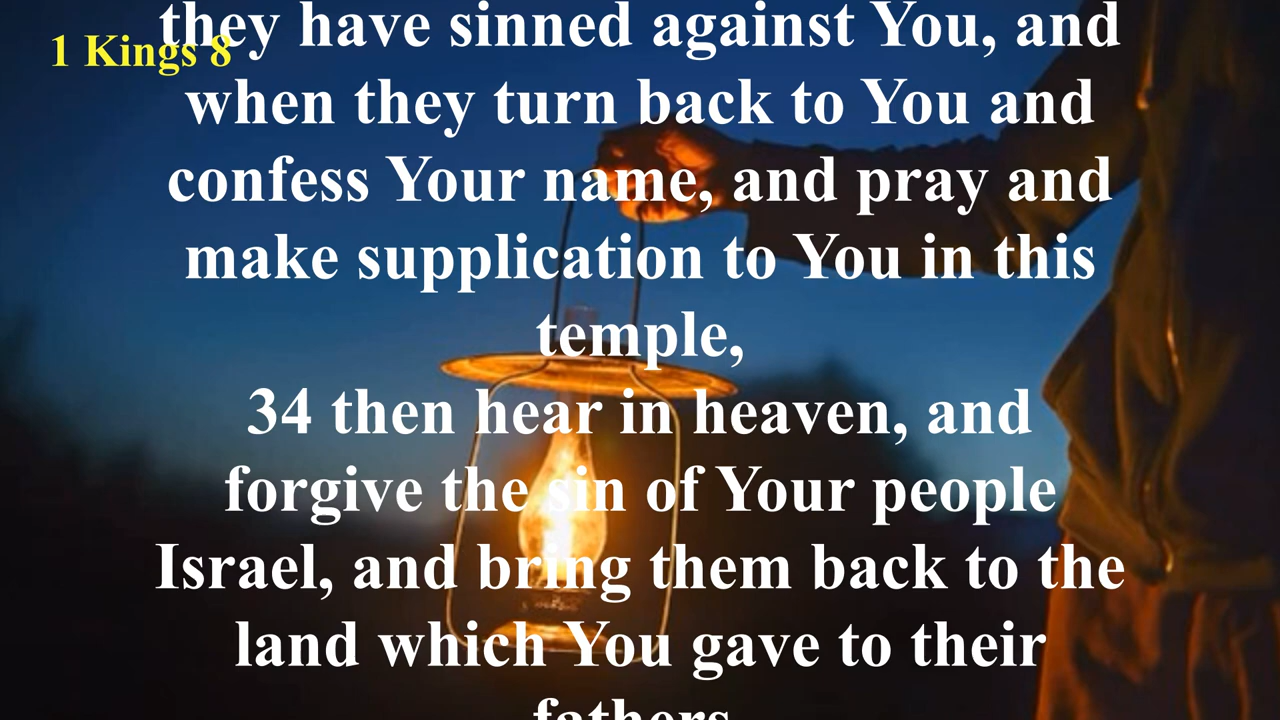 1 Kings 8
they have sinned against You, and
when they turn back to You and
confess Your name, and pray and
make supplication to You in this
temple,
34 then hear in heaven, and
forgive the sin of Your people
Israel, and bring them back to the
land which You gave to their
fathers.